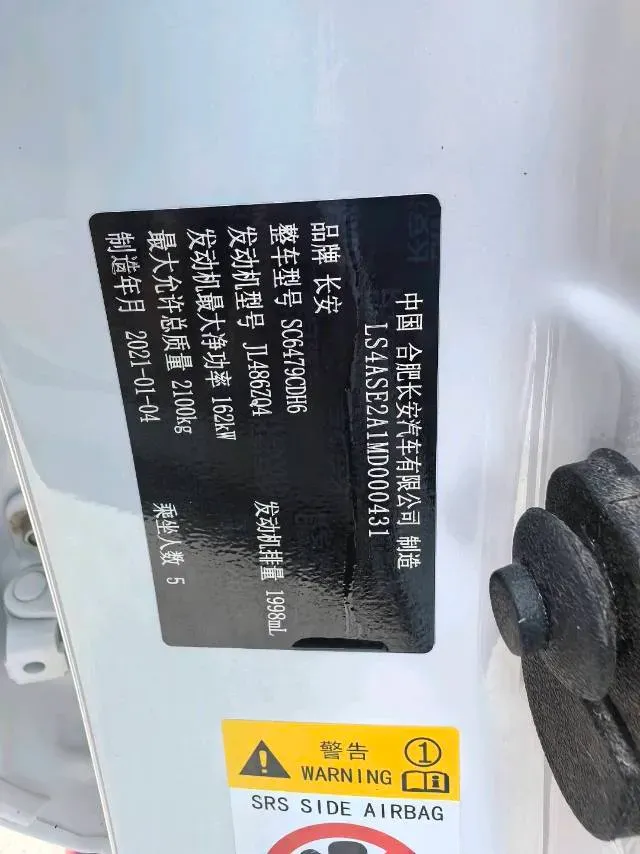 中国 合肥长安汽车有限公司 制造
LS4ASE2A1MD000431
品牌 长安
整车型号 SC6479CDH6
发动机型号 JL486ZQ4 发动机排量 1998mL
发动机最大净功率 162kW
最大允许总质量 2100kg 乘坐人数 5
制造年月 2021-01-04
警告
WARNING
1
i
SRS SIDE AIRBAG